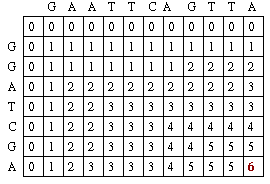 G A A T T C A G T T A
0 0 0 0 0 0 0 0 0 0 0 0
G 0 1 1 1 1 1 1 1 1 1 1 1
G 0 1 1 1 1 1 1 1 2 2 2 2
A 0 1 2 2 2 2 2 2 2 2 2 3
T 0 1 2 2 3 3 3 3 3 3 3 3
C 0 1 2 2 3 3 3 4 4 4 4 4
G 0 1 2 2 3 3 3 4 4 5 5 5
A 0 1 2 3 3 3 3 4 5 5 5 6